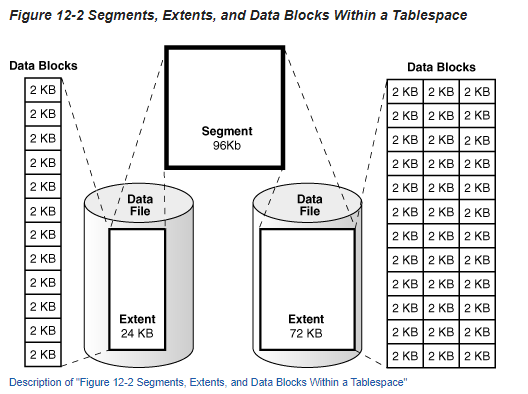 Figure 12-2 Segments, Extents, and Data Blocks Within a Tablespace
Data Blocks
2 KB
2 KB
2 KB
2 KB
2 KB
2 KB
2 KB
2 KB
2 KB
2 KB
2 KB
2 KB
Segment
96Kb
Data
File
Extent
24 KB
Data
File
Extent
72 KB
Data Blocks
2 KB 2 KB 2 KB
2 KB 2 KB 2 KB
2 KB 2 KB 2 KB
2 KB 2 KB 2 KB
2 KB 2 KB 2 KB
2 KB 2 KB 2 KB
2 KB 2 KB 2 KB
2 KB 2 KB 2 KB
2 KB 2 KB 2 KB
2 KB 2 KB 2 KB
2 KB 2 KB 2 KB
2 KB 2 KB 2 KB
Description of "Figure 12-2 Segments, Extents, and Data Blocks Within a Tablespace"